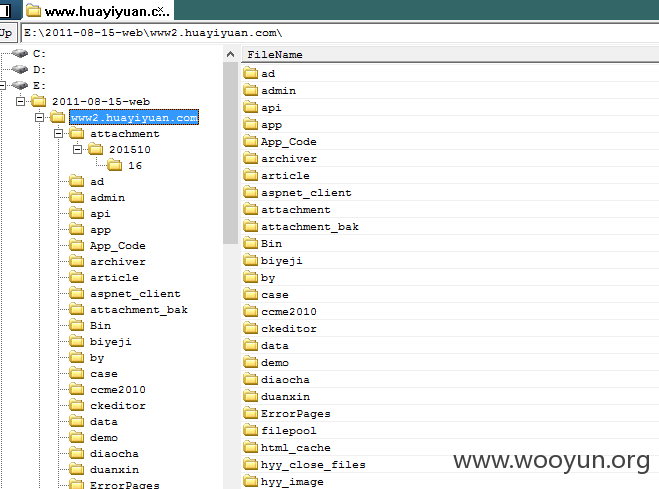 www.huayiyuan.c...
Up
E:\2011-08-15-web\www2.huayiyuan.com\
C:
D:
E:
2011-08-15-web
www2.huayiyuan.com
attachment
201510
16
ad
admin
api
app
App_Code
archiver
article
aspnet_client
attachment_bak
Bin
biyeji
by
case
ccme2010
ckeditor
data
demo
diaocha
duanxin
ErrorPages
FileName
ad
admin
api
app
App_Code
archiver
article
aspnet_client
attachment
attachment_bak
Bin
biyeji
by
case
ccme2010
ckeditor
data
demo
diaocha
duanxin
ErrorPages
filepool
html_cache
hyy_close_files
hyy_image
www.wooyun.org